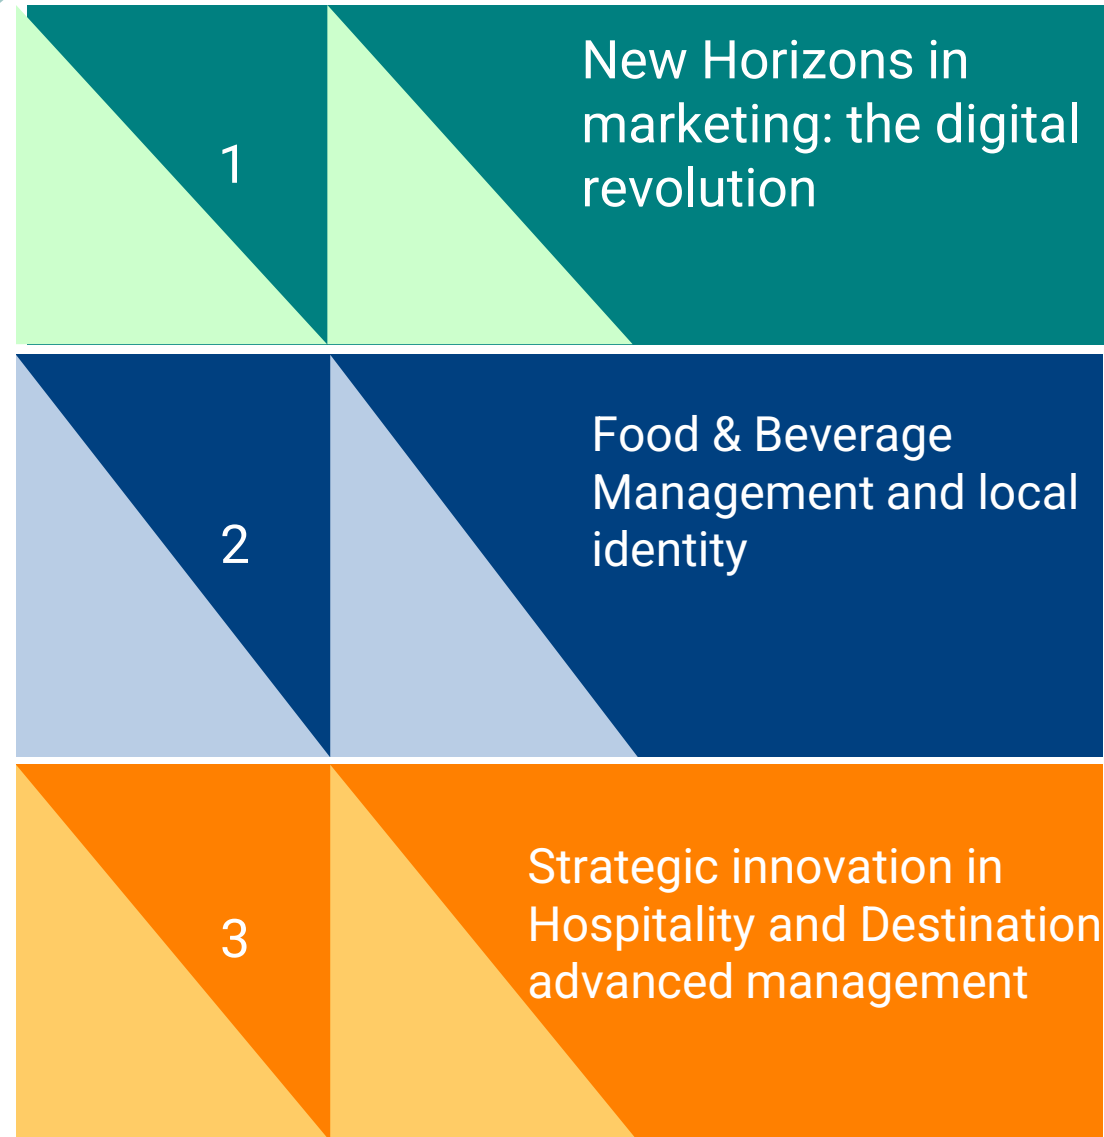 1
New Horizons in
marketing: the digital
revolution
2
Food & Beverage
Management and local
identity
3
Strategic innovation in
Hospitality and Destination
advanced management